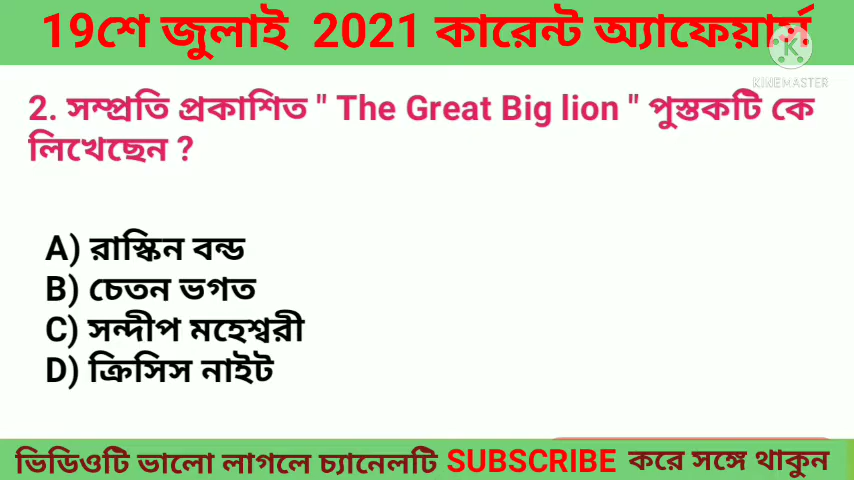 19শে জুলাই 2021 কারেন্ট অ্যাফেয়ার্স
KINEMASTER
2. সম্প্রতি প্রকাশিত " The Great Big lion " পুস্তকটি কে
লিখেছেন ?
A) রাস্কিন বন্ড
B) চেতন ভগত
C) সন্দীপ মহেশ্বরী
D) ক্রিসিস নাইট
ভিডিওটি ভালো লাগলে চ্যানেলটি SUBSCRIBE করে সঙ্গে থাকুন